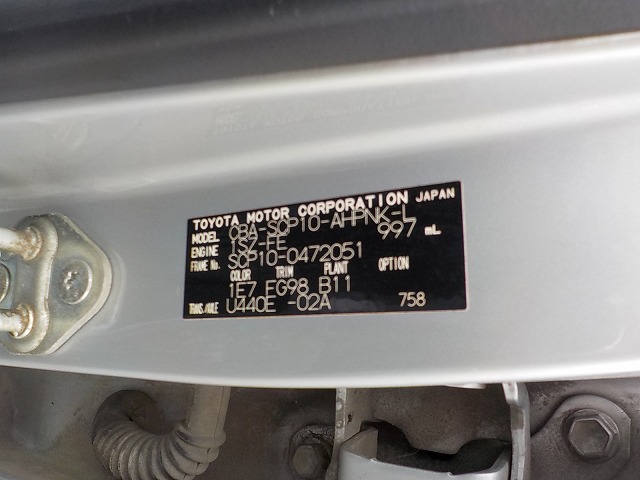 TOYOTA MOTOR CORPORATION JAPAN
MODEL CBA-SCP10-AHPNK-L
ENGINE 1SZ-FE 997 mL
FRAME No. SCP10-0472051
COLOR TRIM PLANT OPTION
1E7 FG98 B11
TRANS./AXLE U440E -02A 758